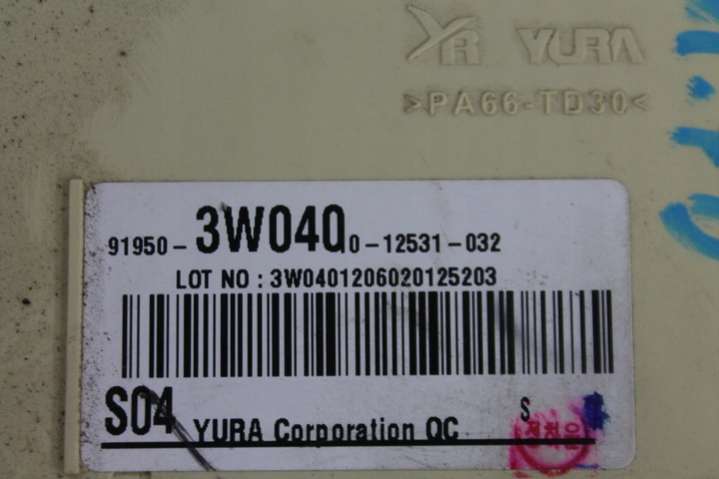 YR YURA
>PA66-TD30<
91950-3W040 0-12531-032
LOT NO : 3W0401206020125203
S04 YURA Corporation QC S